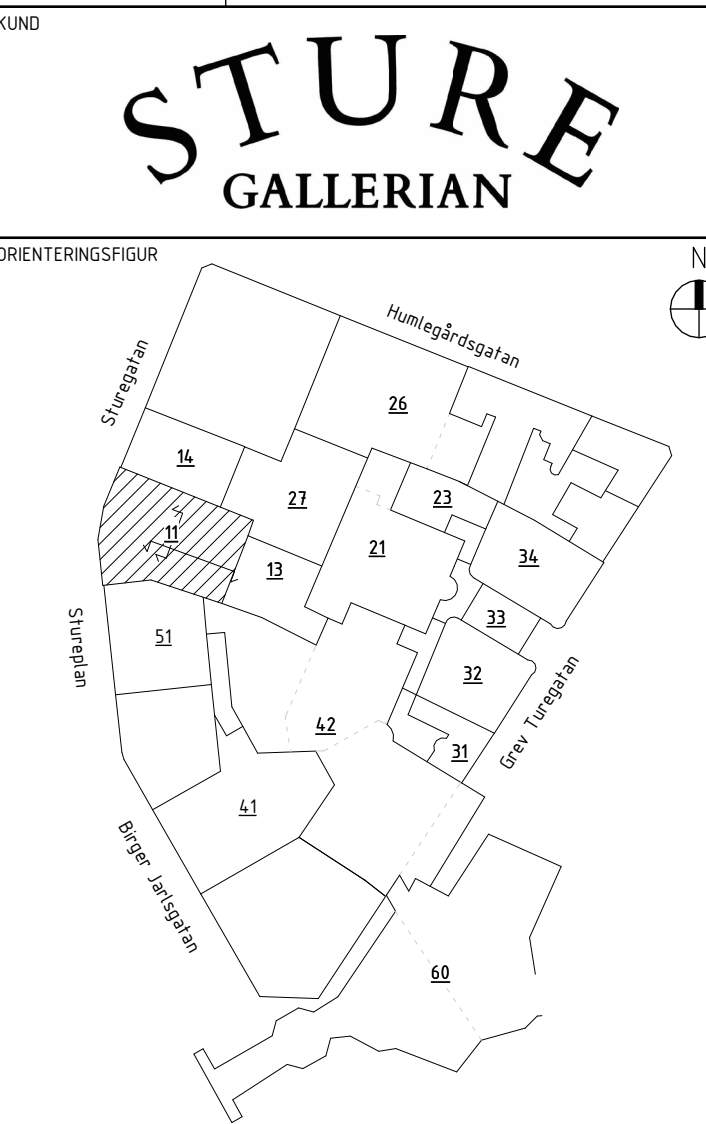 KUND
STURE
GALLERIAN
ORIENTERINGSFIGUR
N
Humlegårdsgatan
Sturegatan
26
14
27
23
11
21
34
13
33
Stureplan
51
32
Grev Turegatan
42
31
41
Birger Jarlsgatan
60